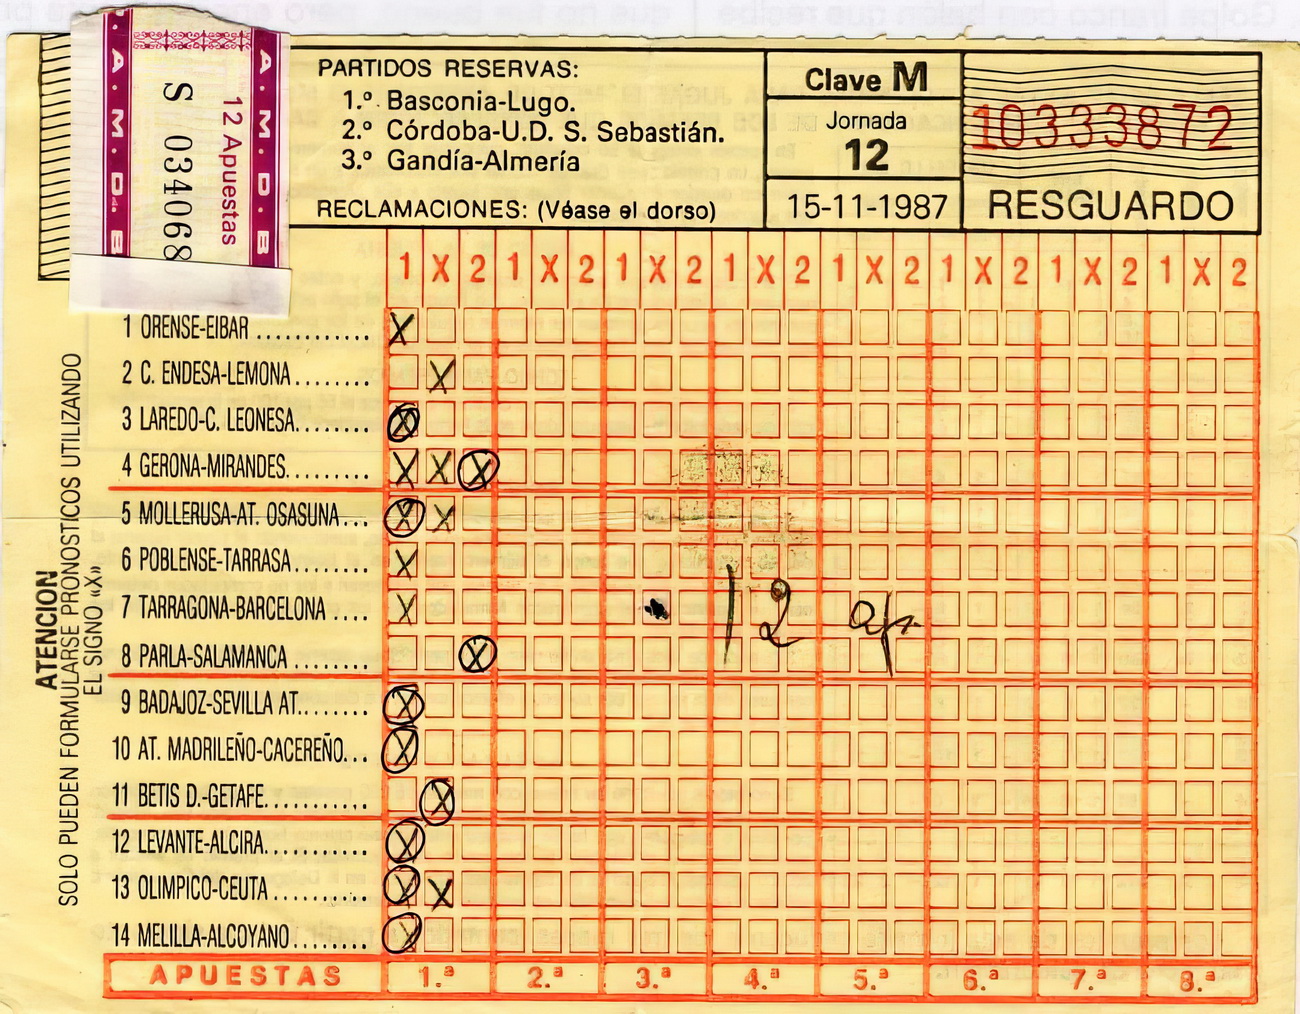 A. M. D. B
S 034068
12 Apuestas
A. M. D. B
PARTIDOS RESERVAS:
1.º Basconia-Lugo.
2.º Córdoba-U.D. S. Sebastián.
3.º Gandía-Almería
RECLAMACIONES: (Véase el dorso)
Clave M
Jornada
12
15-11-1987
10333872
RESGUARDO
1 X 2 1 X 2 1 X 2 1 X 2 1 X 2 1 X 2 1 X 2 1 X 2
1 ORENSE-EIBAR ............ X
2 C. ENDESA-LEMONA........ X
3 LAREDO-C. LEONESA........ X
4 GERONA-MIRANDES.......... X X X
5 MOLLERUSA-AT. OSASUNA... X X
6 POBLENSE-TARRASA......... X
7 TARRAGONA-BARCELONA ..... X
8 PARLA-SALAMANCA ......... X
9 BADAJOZ-SEVILLA AT........ X
10 AT. MADRILEÑO-CACEREÑO... X
11 BETIS D.-GETAFE........... X
12 LEVANTE-ALCIRA........... X
13 OLIMPICO-CEUTA .......... X X
14 MELILLA-ALCOYANO......... X
12 ap.
APUESTAS 1.ª 2.ª 3.ª 4.ª 5.ª 6.ª 7.ª 8.ª
ATENCION
SOLO PUEDEN FORMULARSE PRONOSTICOS UTILIZANDO
EL SIGNO «X»